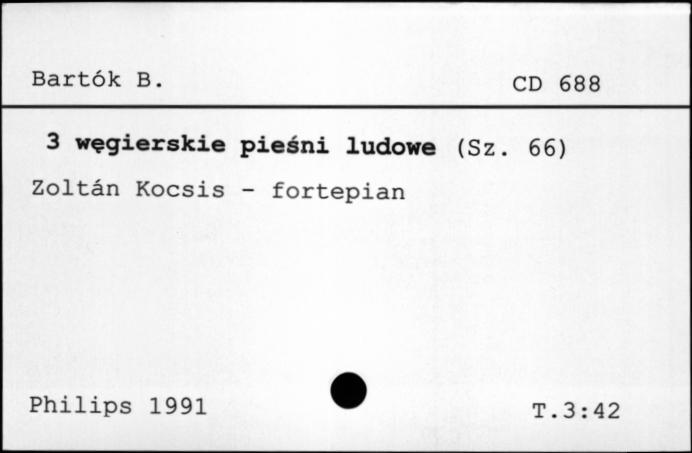 Bartók B. CD 688
3 węgierskie pieśni ludowe (Sz. 66)
Zoltán Kocsis - fortepian
Philips 1991 T.3:42